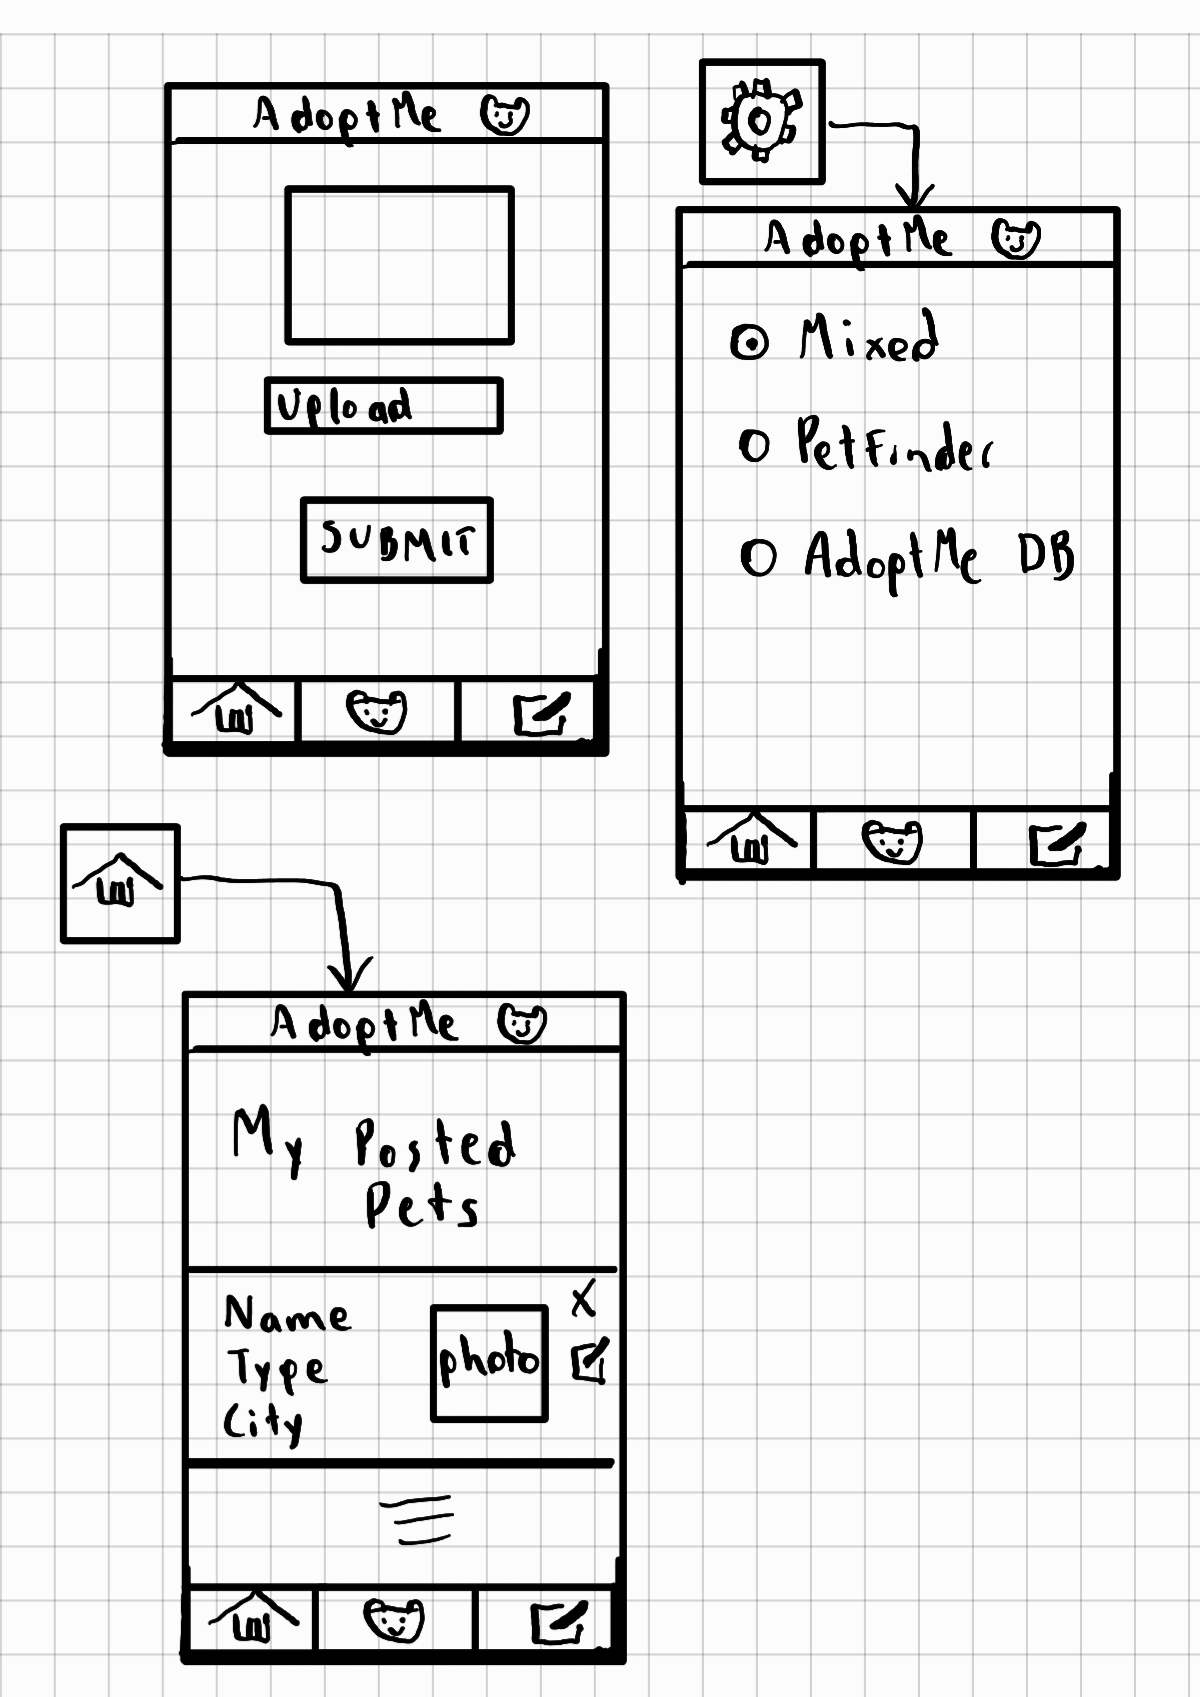 AdoptMe
Upload
SUBMIT
AdoptMe
Mixed
PetFinder
AdoptMe DB
AdoptMe
My Posted
Pets
Name
Type
City
photo
X